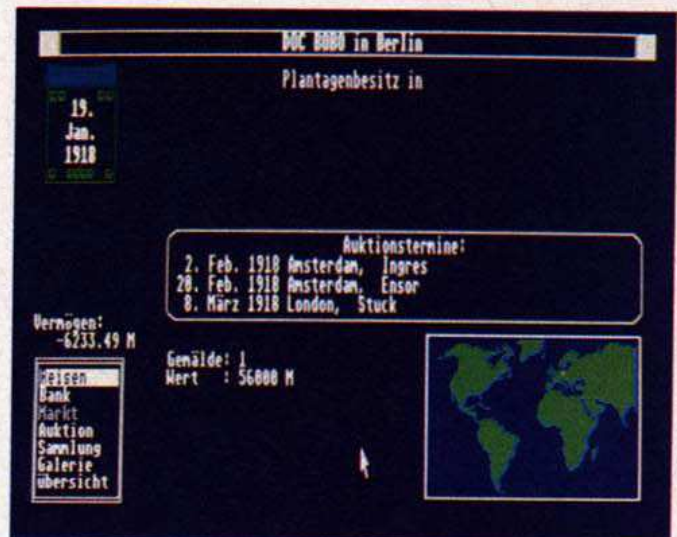 DOC BOBO in Berlin
Plantagenbesitz in
19.
Jan.
1918
Auktionstermine:
2. Feb. 1918 Amsterdam, Ingres
20. Feb. 1918 Amsterdam, Ensor
8. März 1918 London, Stuck
Vermögen:
-6233.49 M
Gemälde: 1
Wert : 56000 M
Reisen
Bank
Markt
Auktion
Sammlung
Galerie
übersicht